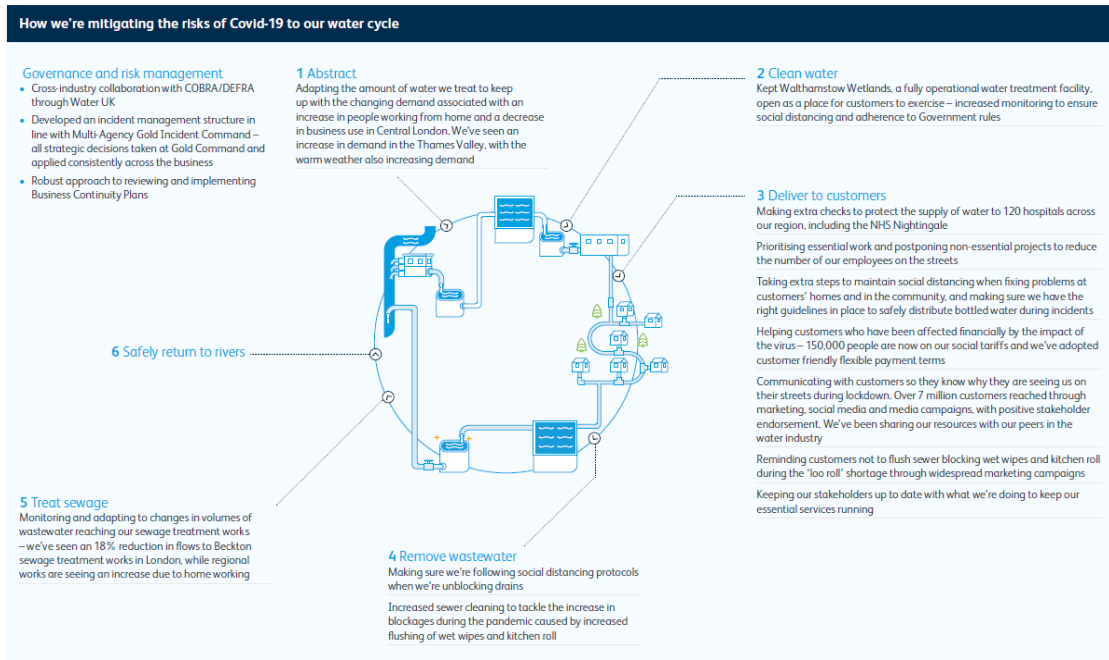 How we're mitigating the risks of Covid-19 to our water cycle
Governance and risk management
• Cross-industry collaboration with COBRA/DEFRA
through Water UK
• Developed an incident management structure in
line with Multi-Agency Gold Incident Command –
all strategic decisions taken at Gold Command and
applied consistently across the business
• Robust approach to reviewing and implementing
Business Continuity Plans
1 Abstract
Adapting the amount of water we treat to keep
up with the changing demand associated with an
increase in people working from home and a decrease
in business use in Central London. We've seen an
increase in demand in the Thames Valley, with the
warm weather also increasing demand
2 Clean water
Kept Walthamstow Wetlands, a fully operational water treatment facility,
open as a place for customers to exercise – increased monitoring to ensure
social distancing and adherence to Government rules
3 Deliver to customers
Making extra checks to protect the supply of water to 120 hospitals across
our region, including the NHS Nightingale
Prioritising essential work and postponing non-essential projects to reduce
the number of our employees on the streets
Taking extra steps to maintain social distancing when fixing problems at
customers' homes and in the community, and making sure we have the
right guidelines in place to safely distribute bottled water during incidents
Helping customers who have been affected financially by the impact of
the virus – 150,000 people are now on our social tariffs and we've adopted
customer friendly flexible payment terms
Communicating with customers so they know why they are seeing us on
their streets during lockdown. Over 7 million customers reached through
marketing, social media and media campaigns, with positive stakeholder
endorsement. We've been sharing our resources with our peers in the
water industry
Reminding customers not to flush sewer blocking wet wipes and kitchen roll
during the 'loo roll' shortage through widespread marketing campaigns
Keeping our stakeholders up to date with what we're doing to keep our
essential services running
4 Remove wastewater
Making sure we're following social distancing protocols
when we're unblocking drains
Increased sewer cleaning to tackle the increase in
blockages during the pandemic caused by increased
flushing of wet wipes and kitchen roll
5 Treat sewage
Monitoring and adapting to changes in volumes of
wastewater reaching our sewage treatment works
– we've seen an 18% reduction in flows to Beckton
sewage treatment works in London, while regional
works are seeing an increase due to home working
6 Safely return to rivers